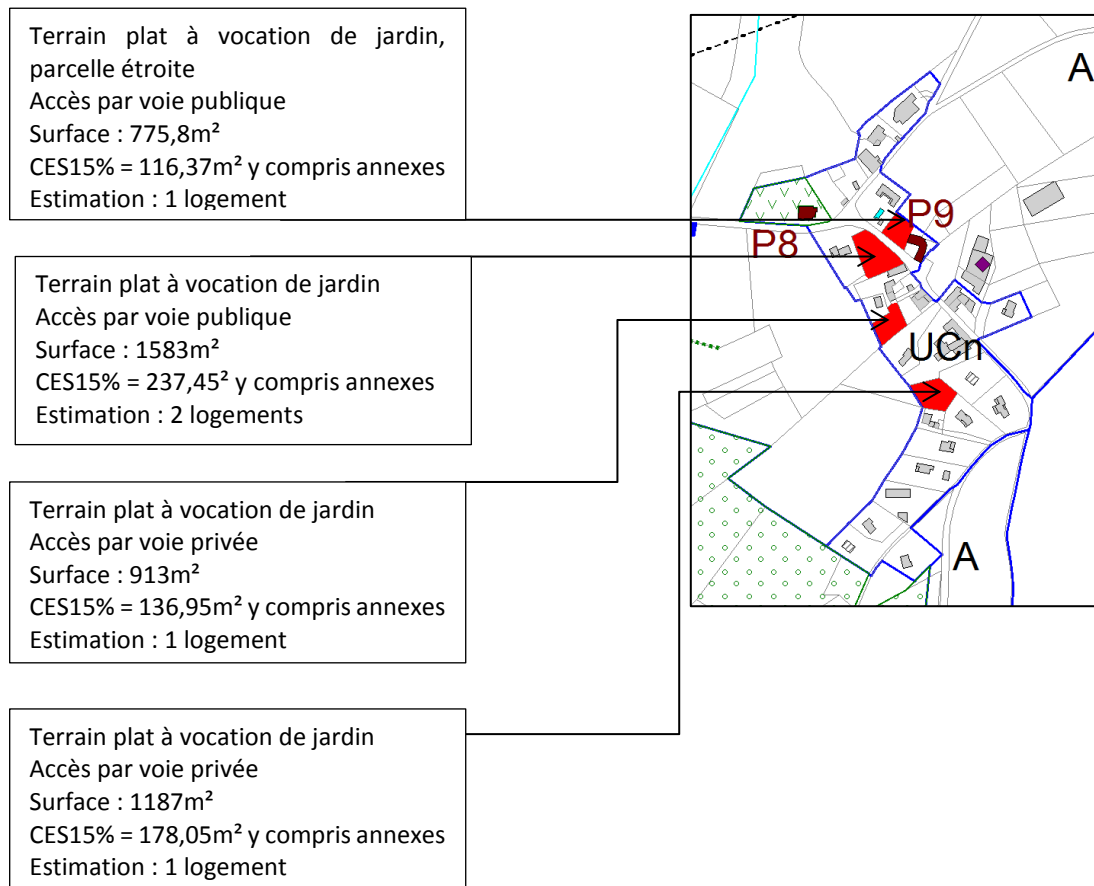 Terrain plat à vocation de jardin,
parcelle étroite
Accès par voie publique
Surface : 775,8m²
CES15% = 116,37m² y compris annexes
Estimation : 1 logement
Terrain plat à vocation de jardin
Accès par voie publique
Surface : 1583m²
CES15% = 237,45² y compris annexes
Estimation : 2 logements
Terrain plat à vocation de jardin
Accès par voie privée
Surface : 913m²
CES15% = 136,95m² y compris annexes
Estimation : 1 logement
Terrain plat à vocation de jardin
Accès par voie privée
Surface : 1187m²
CES15% = 178,05m² y compris annexes
Estimation : 1 logement
A
P9
P8
UCn
A